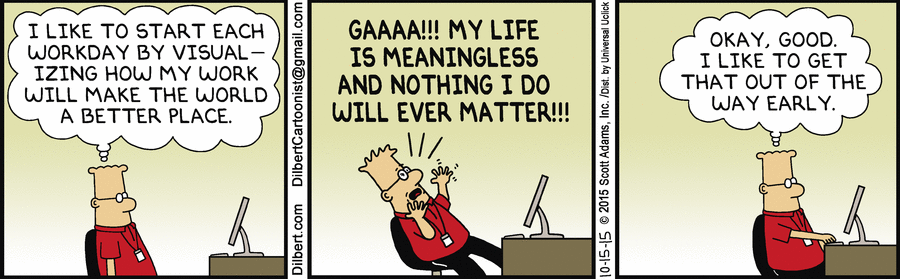 I LIKE TO START EACH
WORKDAY BY VISUAL–
IZING HOW MY WORK
WILL MAKE THE WORLD
A BETTER PLACE.
Dilbert.com DilbertCartoonist@gmail.com
GAAAA!!! MY LIFE
IS MEANINGLESS
AND NOTHING I DO
WILL EVER MATTER!!!
10-15-15 © 2015 Scott Adams, Inc. /Dist. by Universal Uclick
OKAY, GOOD.
I LIKE TO GET
THAT OUT OF THE
WAY EARLY.